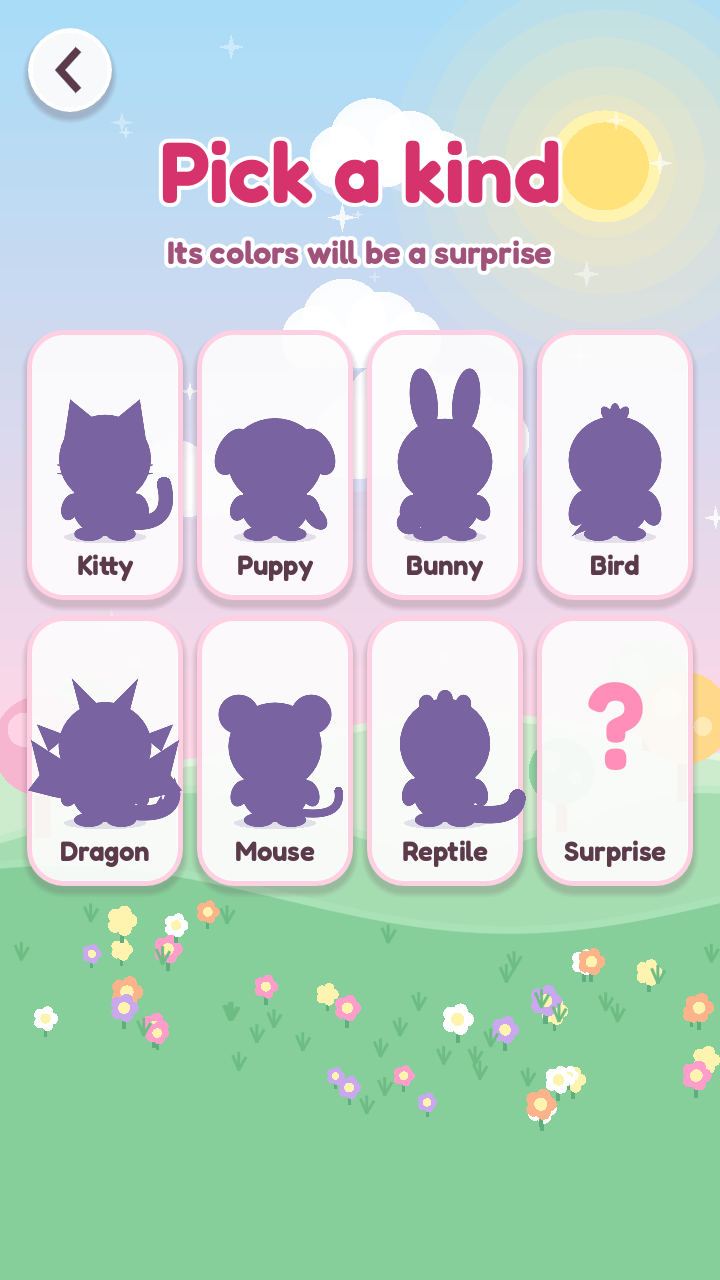 Pick a kind
Its colors will be a surprise
Kitty
Puppy
Bunny
Bird
Dragon
Mouse
Reptile
?
Surprise